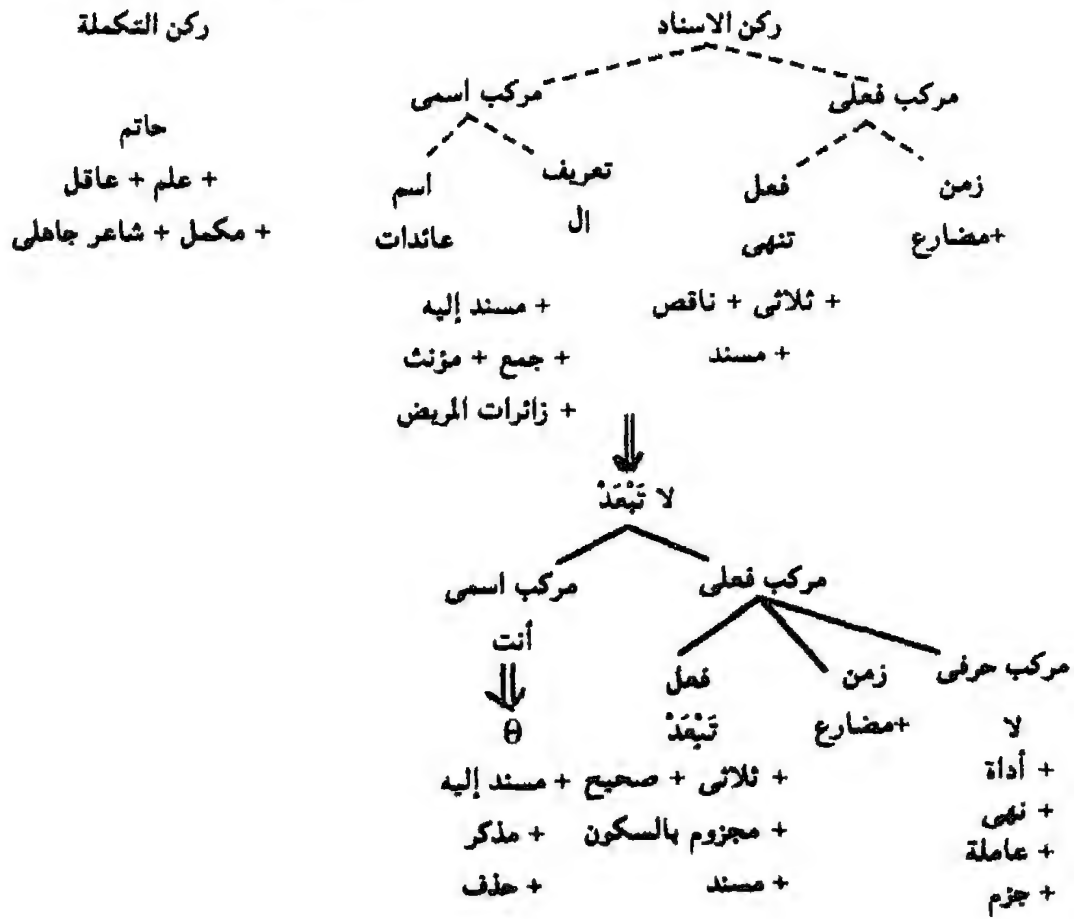 ركن الاسناد ركن التكملة
مركب فعلى مركب اسمى
حاتم
زمن فعل تعريف اسم + علم + عاقل
+مضارع تنهى ال عائدات + مكمل + شاعر جاهلى
+ ثلاثى + ناقص + مسند إليه
+ مسند + جمع + مؤنث
+ زائرات المريض
لا تَبْعَدْ
مركب فعلى مركب اسمى
أنت
مركب حرفى زمن فعل
لا +مضارع تَبْعَدْ θ
+ أداة + ثلاثى + صحيح + مسند إليه
+ نهى + مجزوم بالسكون + مذكر
+ عاملة
+ جزم + مسند + حذف